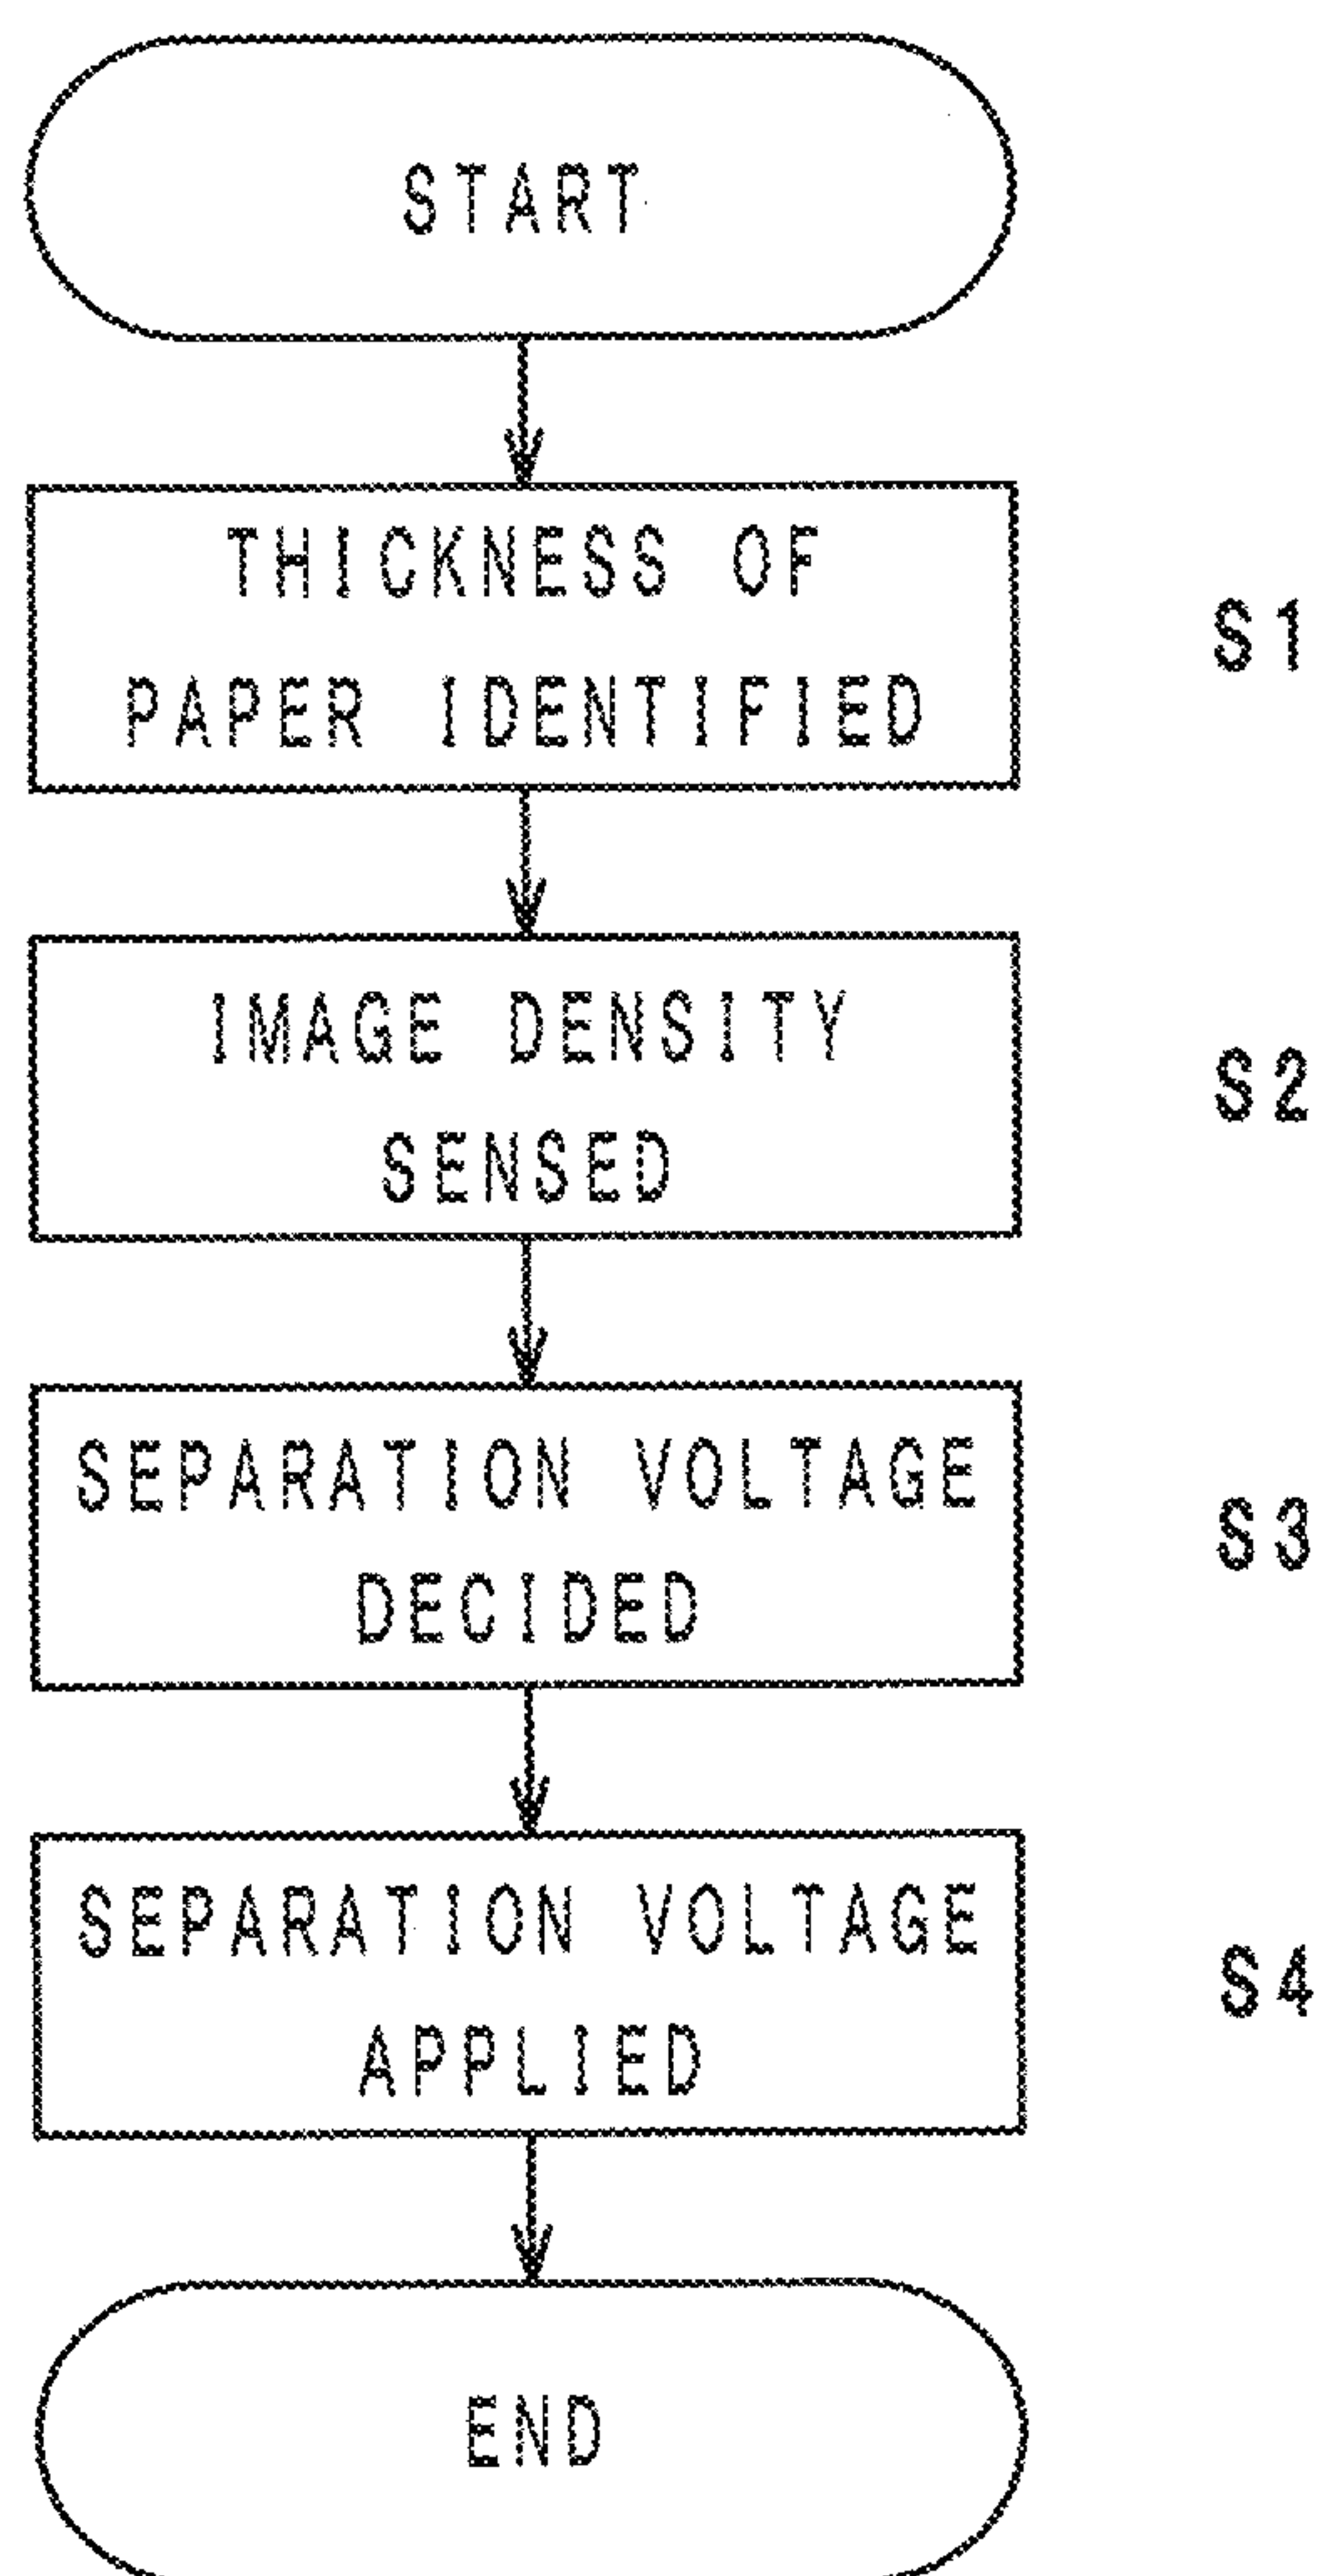 START
THICKNESS OF
PAPER IDENTIFIED
S1
IMAGE DENSITY
SENSED
S2
SEPARATION VOLTAGE
DECIDED
S3
SEPARATION VOLTAGE
APPLIED
S4
END